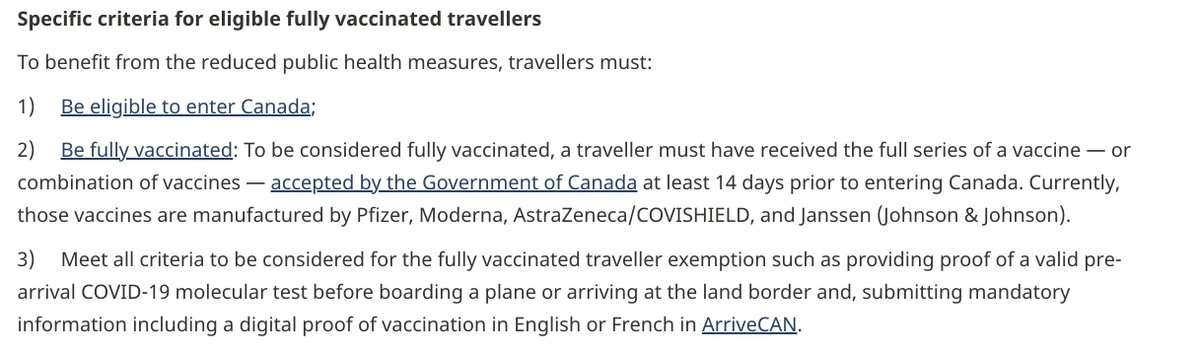 Specific criteria for eligible fully vaccinated travellers
To benefit from the reduced public health measures, travellers must:
1) Be eligible to enter Canada;
2) Be fully vaccinated: To be considered fully vaccinated, a traveller must have received the full series of a vaccine — or
combination of vaccines — accepted by the Government of Canada at least 14 days prior to entering Canada. Currently,
those vaccines are manufactured by Pfizer, Moderna, AstraZeneca/COVISHIELD, and Janssen (Johnson & Johnson).
3) Meet all criteria to be considered for the fully vaccinated traveller exemption such as providing proof of a valid pre-
arrival COVID-19 molecular test before boarding a plane or arriving at the land border and, submitting mandatory
information including a digital proof of vaccination in English or French in ArriveCAN.